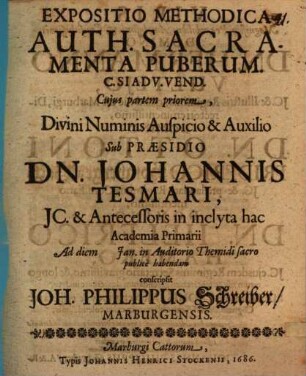 EXPOSITIO METHODICA
AUTH. SACRA-
MENTA PUBERUM.
C. SI ADV. VEND.
Cujus partem priorem,
Divini Numinis Auspicio & Auxilio
Sub PRÆSIDIO
DN. JOHANNIS
TESMARI,
JC. & Antecessoris in inclyta hac
Academia Primarii
Ad diem Jan. in Auditorio Themidi sacro
publicè habendam
conscripsit
JOH. PHILIPPUS Schreiber/
MARBURGENSIS.
Marburgi Cattorum,
Typis JOHANNIS HENRICI STOCKENII, 1686.